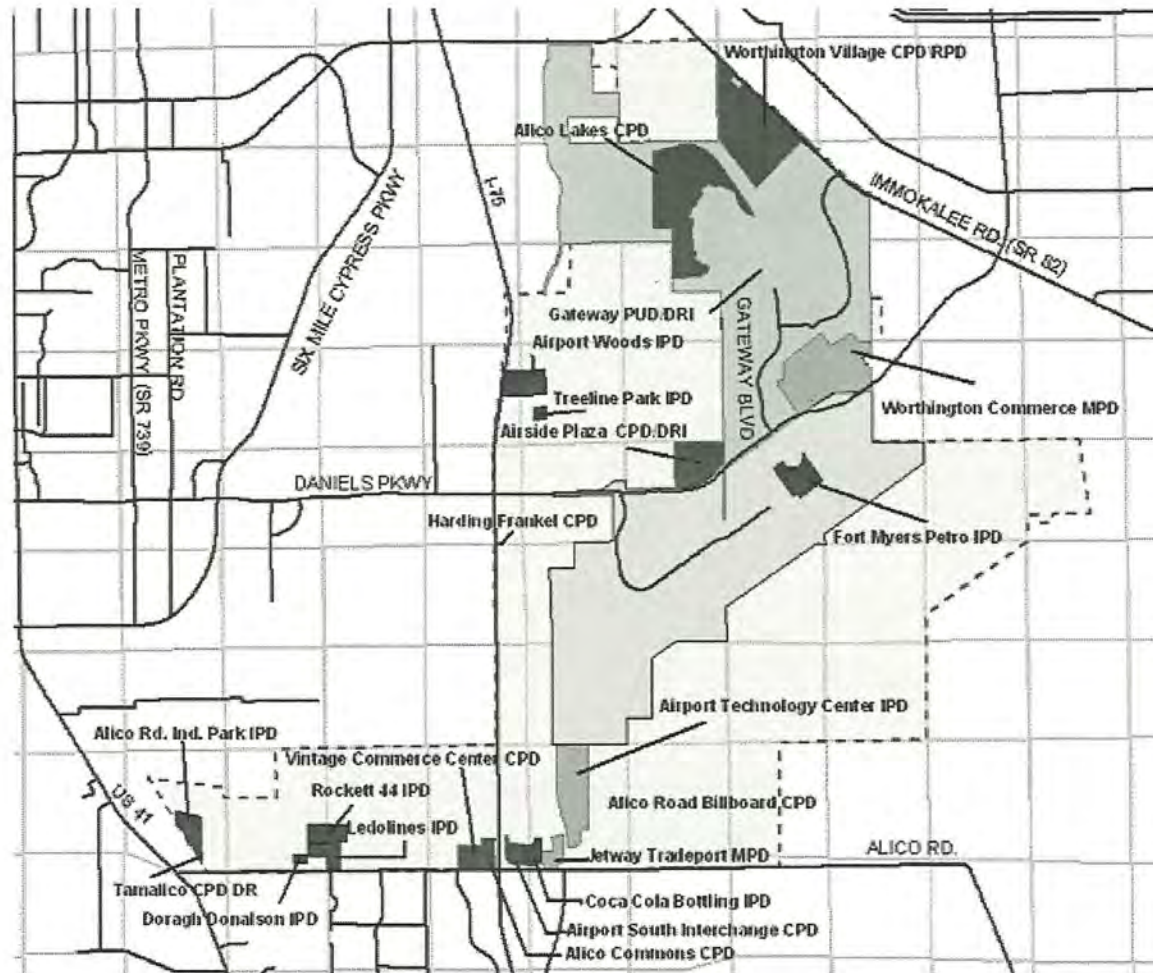 Worthington Village CPD/RPD
Alico Lakes CPD
I-75
SIX MILE CYPRESS PKWY
IMMOKALEE RD. (SR 82)
METRO PKWY (SR 739)
PLANTATION RD
Gateway PUD/DRI
GATEWAY BLVD
Airport Woods IPD
Treeline Park IPD
Worthington Commerce MPD
Airside Plaza CPD/DRI
DANIELS PKWY
Harding Frankel CPD
Fort Myers Petro IPD
Airport Technology Center IPD
Alico Rd. Ind. Park IPD
Vintage Commerce Center CPD
US 41
Rockett 44 IPD
Alico Road Billboard CPD
Ledolines IPD
ALICO RD.
Jetway Tradeport MPD
Tamalico CPD DR
Coca Cola Bottling IPD
Doragh Donalson IPD
Airport South Interchange CPD
Alico Commons CPD